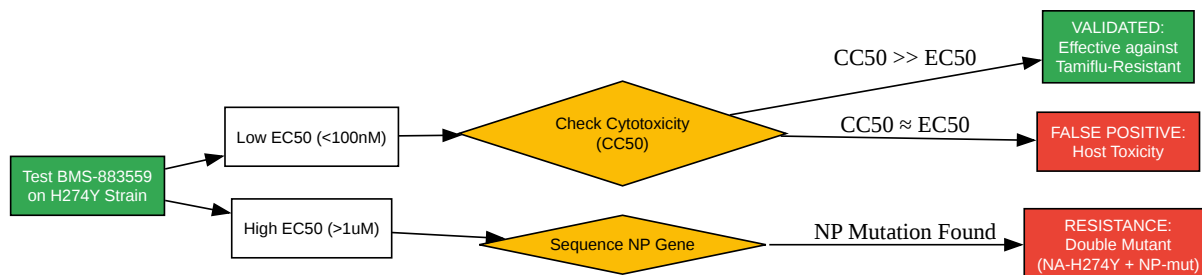 Test BMS-883559
on H274Y Strain
Low EC50 (<100nM)
High EC50 (>1uM)
Check Cytotoxicity
(CC50)
Sequence NP Gene
CC50 >> EC50
CC50 ≈ EC50
NP Mutation Found
VALIDATED:
Effective against
Tamiflu-Resistant
FALSE POSITIVE:
Host Toxicity
RESISTANCE:
Double Mutant
(NA-H274Y + NP-mut)